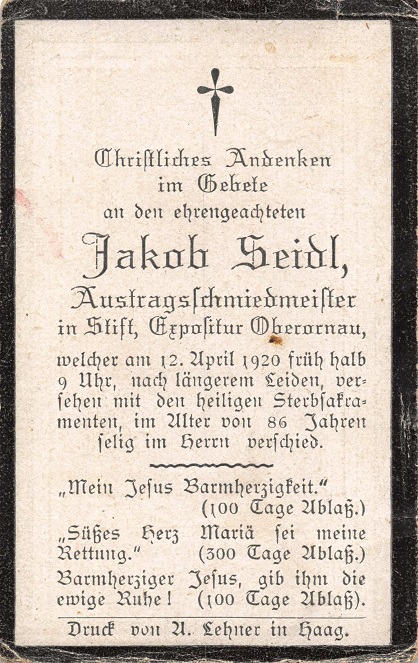 Christliches Andenken
im Gebete
an den ehrengeachteten
Jakob Seidl,
Austragsschmiedmeister
in Stift, Expositur Oberornau,
welcher am 12. April 1920 früh halb
9 Uhr, nach längerem Leiden, ver-
sehen mit den heiligen Sterbsakra-
menten, im Alter von 86 Jahren
selig im Herrn verschied.
„Mein Jesus Barmherzigkeit."
(100 Tage Ablaß.)
„Süßes Herz Mariä sei meine
Rettung." (300 Tage Ablaß.)
Barmherziger Jesus, gib ihm die
ewige Ruhe! (100 Tage Ablaß).
Druck von A. Lehner in Haag.